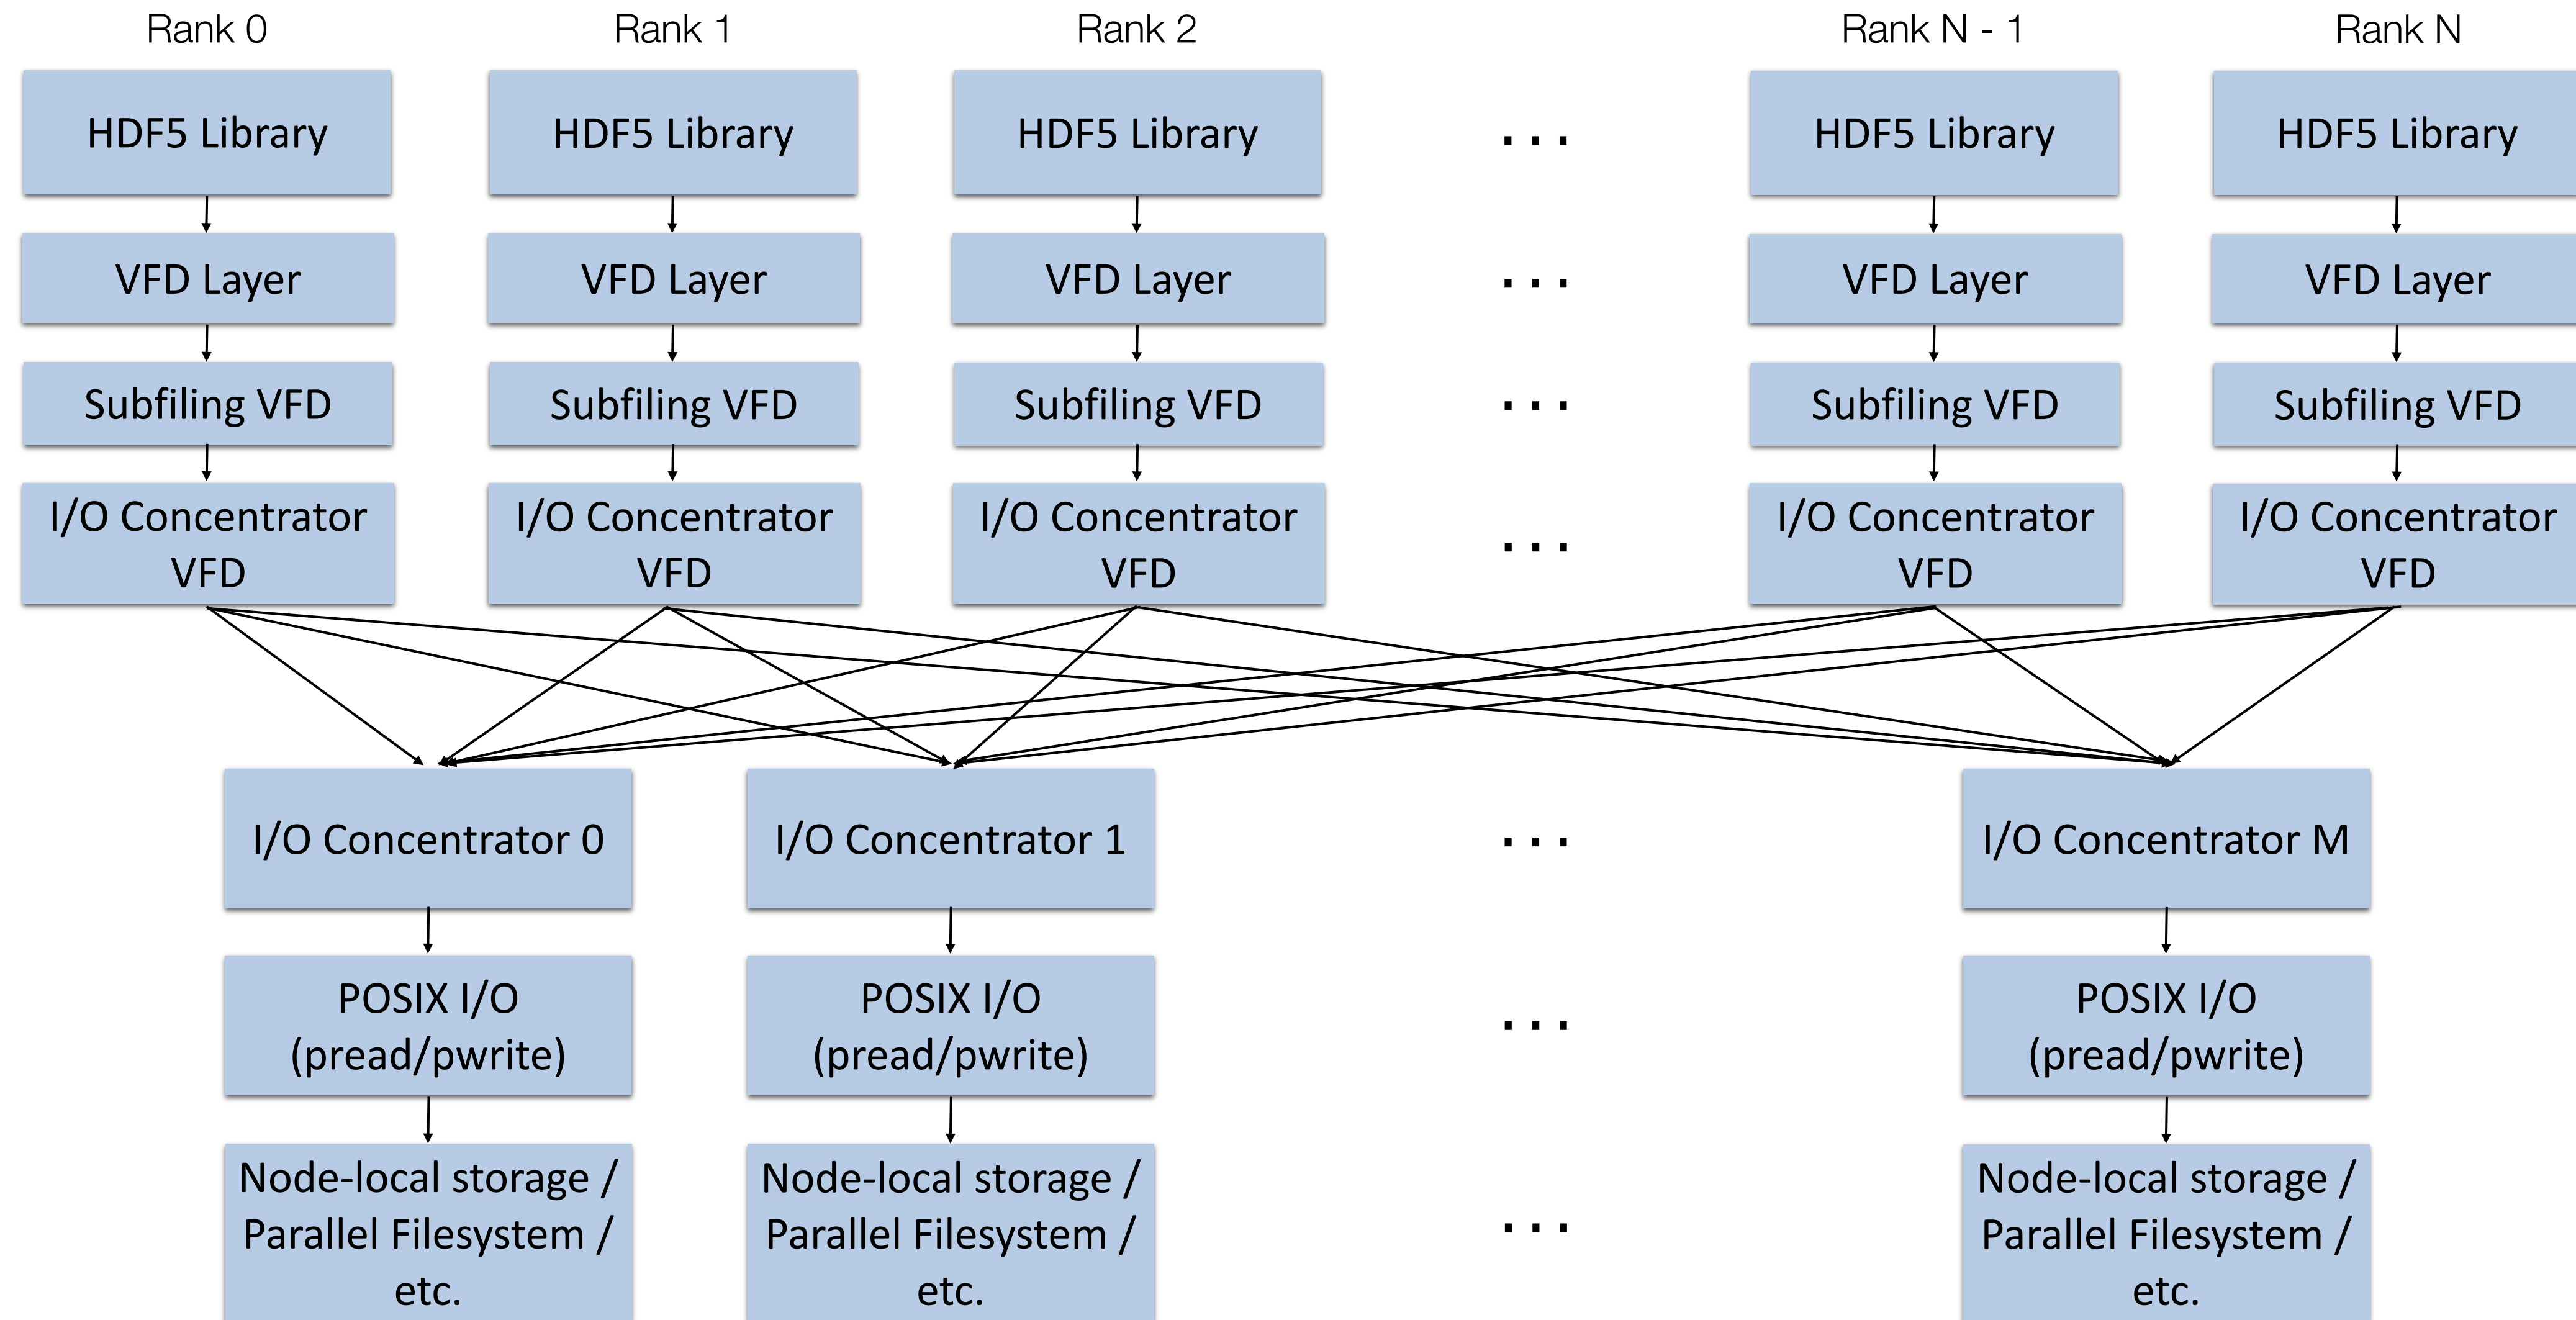 Rank 0
Rank 1
Rank 2
Rank N - 1
Rank N
HDF5 Library
HDF5 Library
HDF5 Library
...
HDF5 Library
HDF5 Library
VFD Layer
VFD Layer
VFD Layer
...
VFD Layer
VFD Layer
Subfiling VFD
Subfiling VFD
Subfiling VFD
...
Subfiling VFD
Subfiling VFD
I/O Concentrator
VFD
I/O Concentrator
VFD
I/O Concentrator
VFD
...
I/O Concentrator
VFD
I/O Concentrator
VFD
I/O Concentrator 0
I/O Concentrator 1
...
I/O Concentrator M
POSIX I/O
(pread/pwrite)
POSIX I/O
(pread/pwrite)
...
POSIX I/O
(pread/pwrite)
Node-local storage /
Parallel Filesystem /
etc.
Node-local storage /
Parallel Filesystem /
etc.
...
Node-local storage /
Parallel Filesystem /
etc.